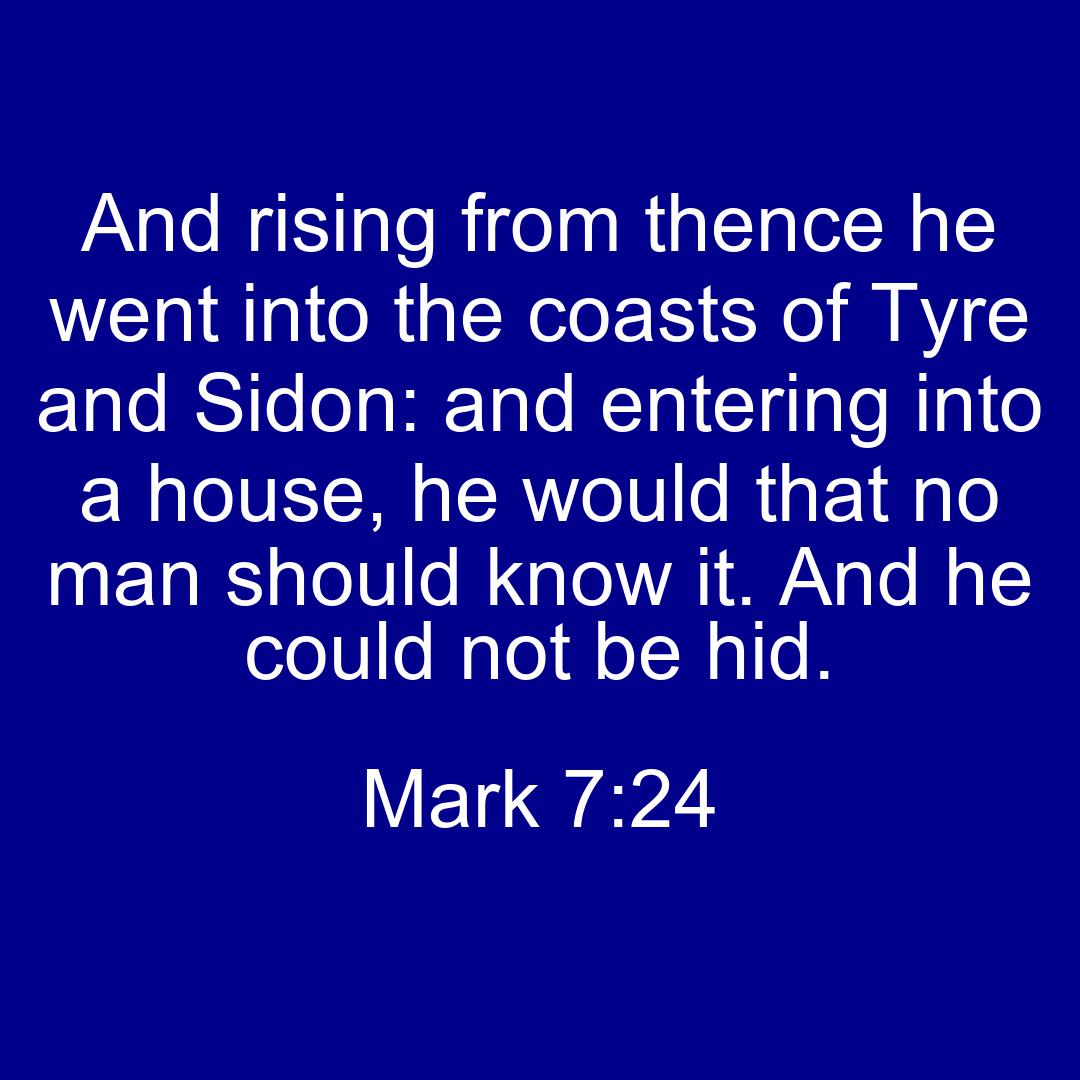 And rising from thence he
went into the coasts of Tyre
and Sidon: and entering into
a house, he would that no
man should know it. And he
could not be hid.
Mark 7:24